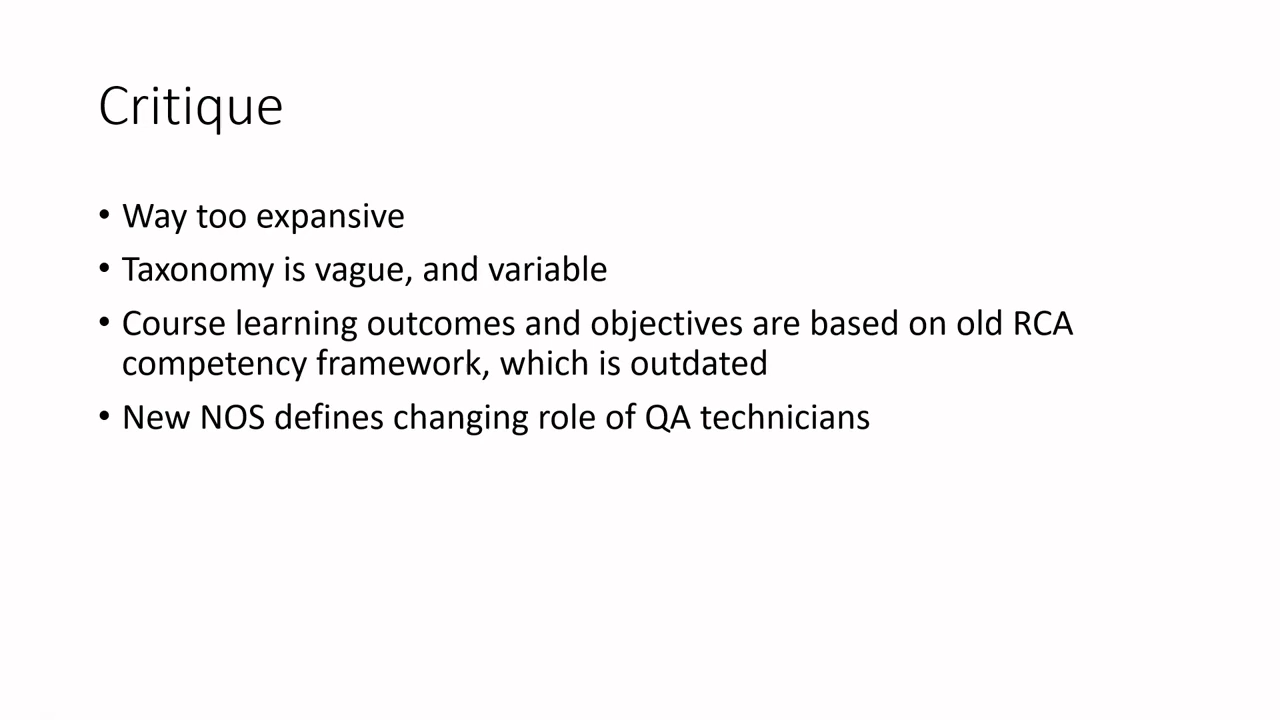 Critique
• Way too expansive
• Taxonomy is vague, and variable
• Course learning outcomes and objectives are based on old RCA
competency framework, which is outdated
• New NOS defines changing role of QA technicians